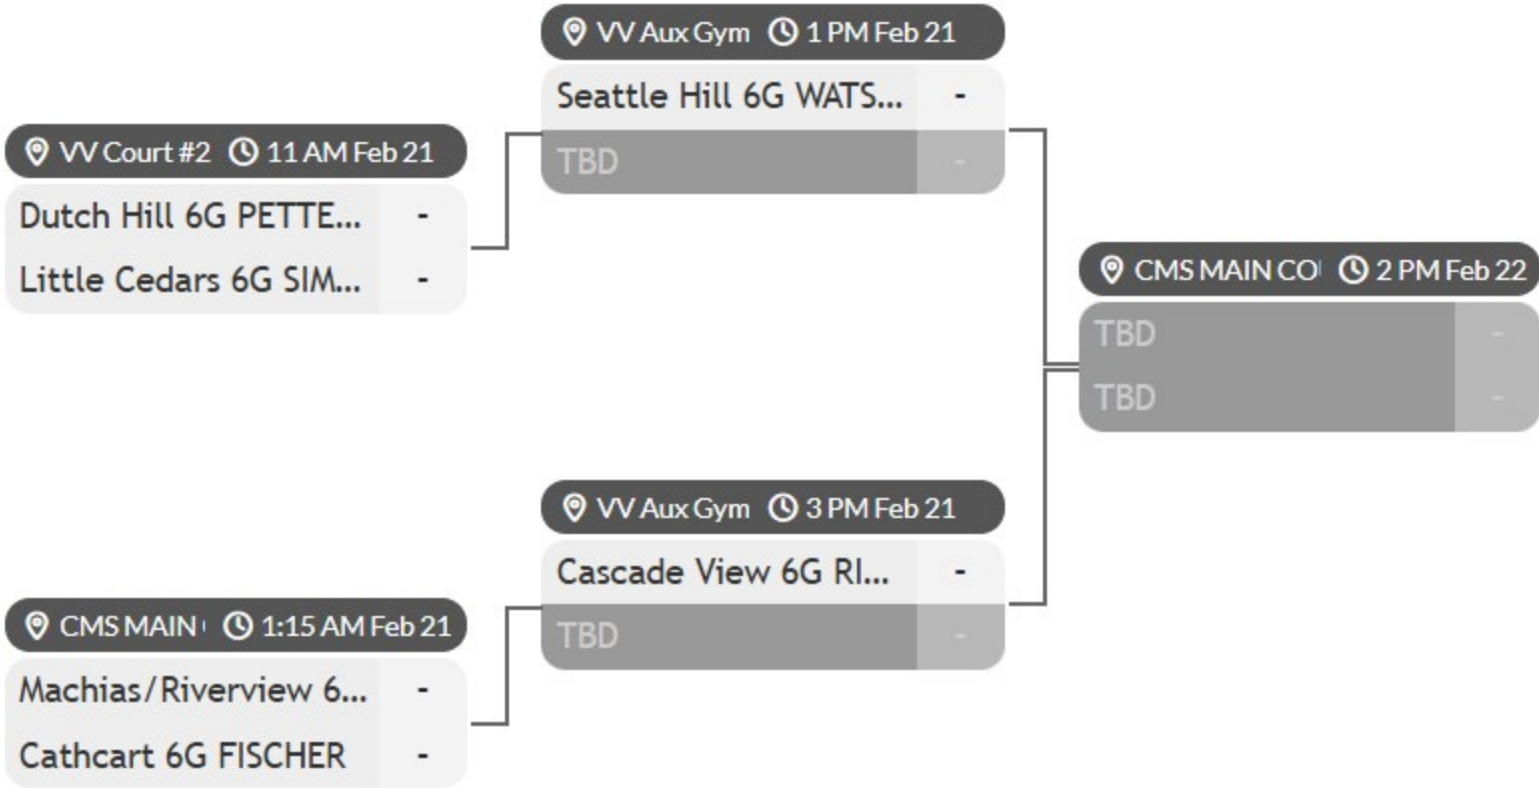 VV Aux Gym 1 PM Feb 21
Seattle Hill 6G WATS... -
TBD -
VV Court #2 11 AM Feb 21
Dutch Hill 6G PETTE... -
Little Cedars 6G SIM... -
CMS MAIN CO 2 PM Feb 22
TBD -
TBD -
VV Aux Gym 3 PM Feb 21
Cascade View 6G RI... -
TBD -
CMS MAIN 1:15 AM Feb 21
Machias/Riverview 6... -
Cathcart 6G FISCHER -